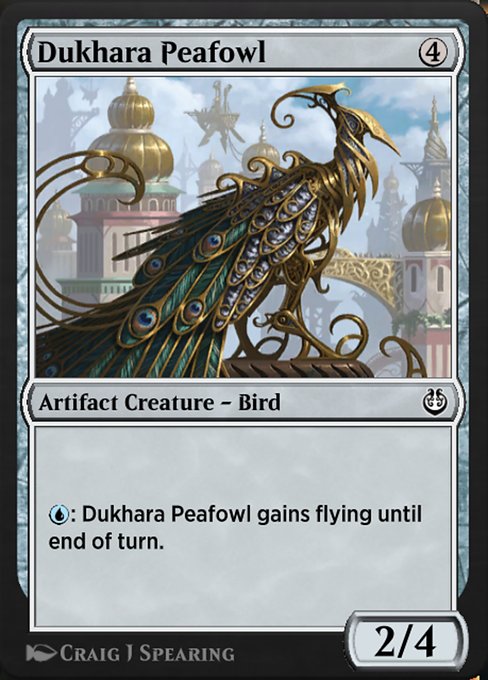 Dukhara Peafowl 4
Artifact Creature – Bird
: Dukhara Peafowl gains flying until
end of turn.
2/4
Craig J Spearing